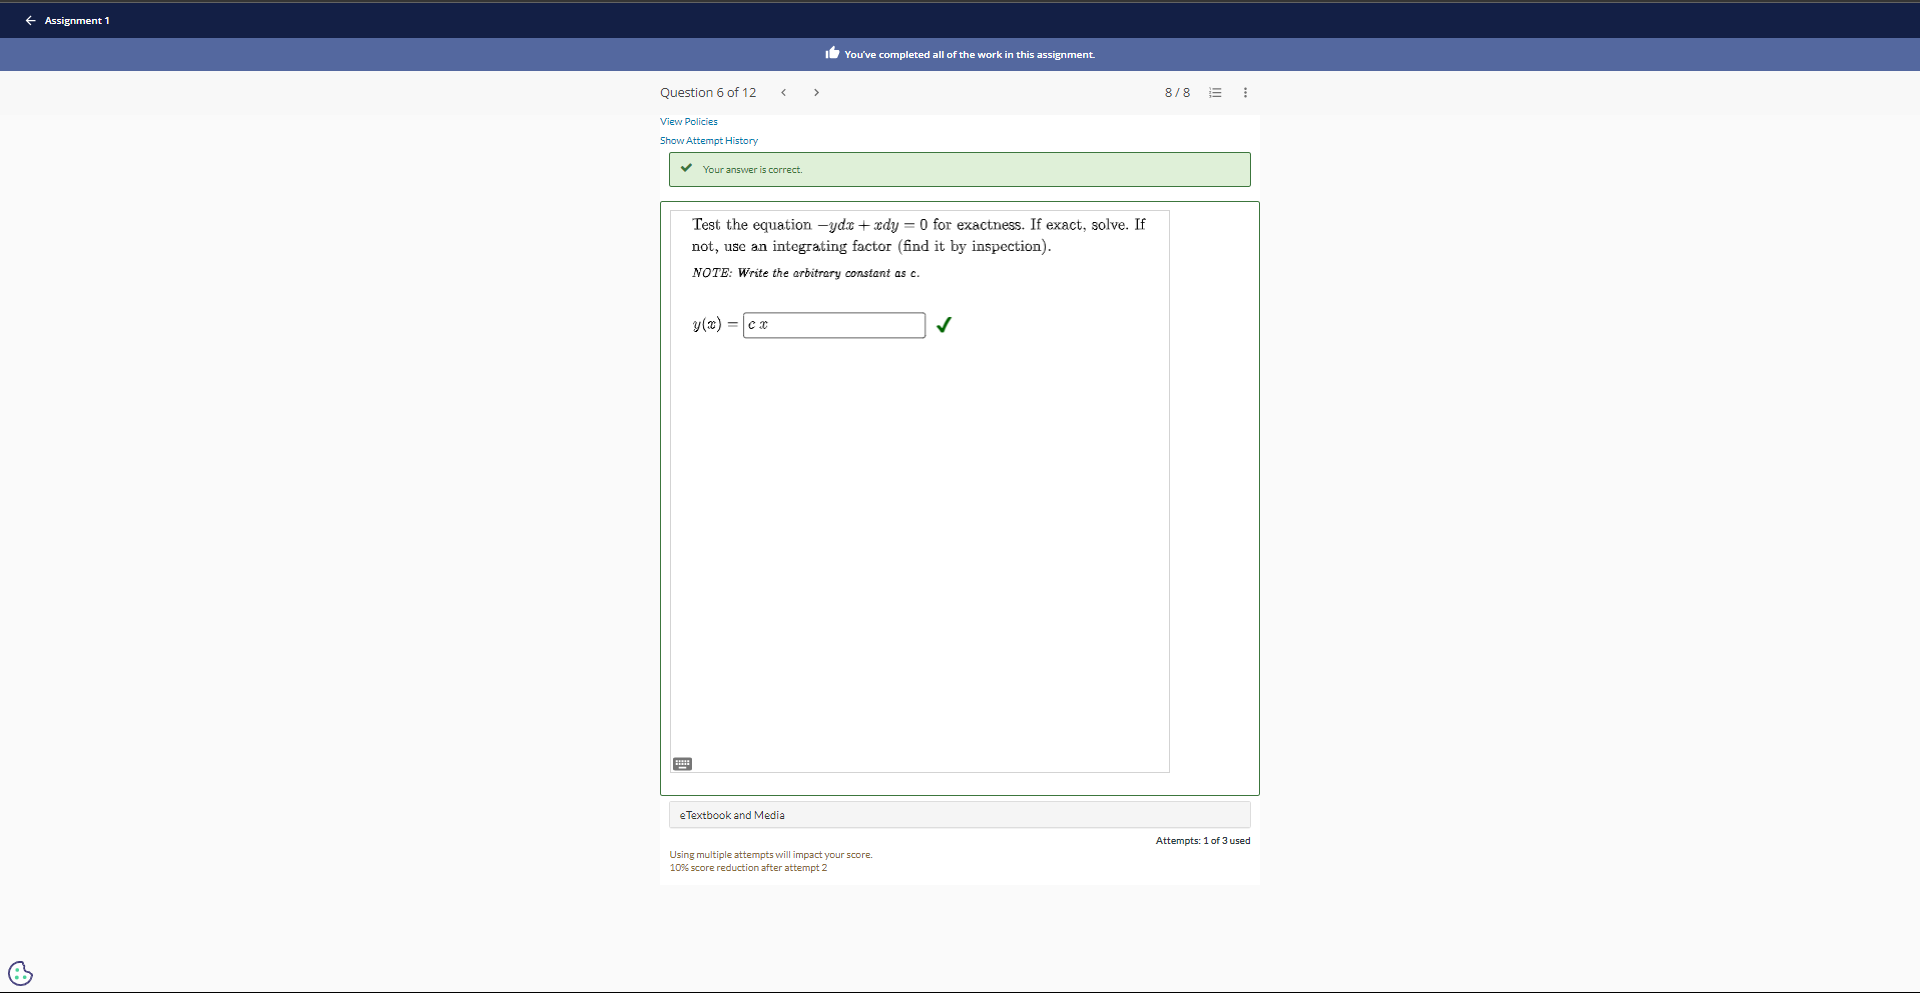 Assignment 1
You've completed all of the work in this assignment.
Question 6 of 12
8 / 8
View Policies
Show Attempt History
Your answer is correct.
Test the equation −ydx + xdy = 0 for exactness. If exact, solve. If
not, use an integrating factor (find it by inspection).
NOTE: Write the arbitrary constant as c.
y(x) = c x
eTextbook and Media
Attempts: 1 of 3 used
Using multiple attempts will impact your score.
10% score reduction after attempt 2